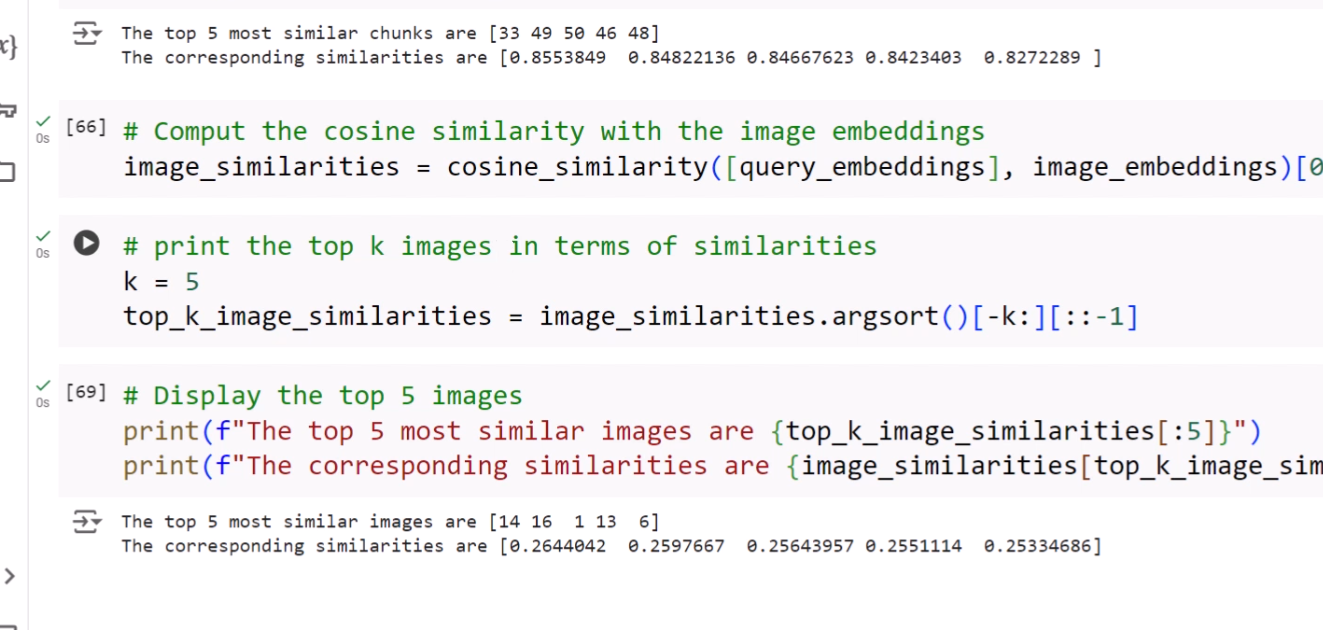 The top 5 most similar chunks are [33 49 50 46 48]
The corresponding similarities are [0.8553849  0.84822136 0.84667623 0.8423403  0.8272289 ]
x}
0s
[66] # Comput the cosine similarity with the image embeddings
image_similarities = cosine_similarity([query_embeddings], image_embeddings)[0
0s
# print the top k images in terms of similarities
k = 5
top_k_image_similarities = image_similarities.argsort()[-k:][::-1]
0s
[69] # Display the top 5 images
print(f"The top 5 most similar images are {top_k_image_similarities[:5]}")
print(f"The corresponding similarities are {image_similarities[top_k_image_sim
The top 5 most similar images are [14 16  1 13  6]
The corresponding similarities are [0.2644042  0.2597667  0.25643957 0.2551114  0.25334686]